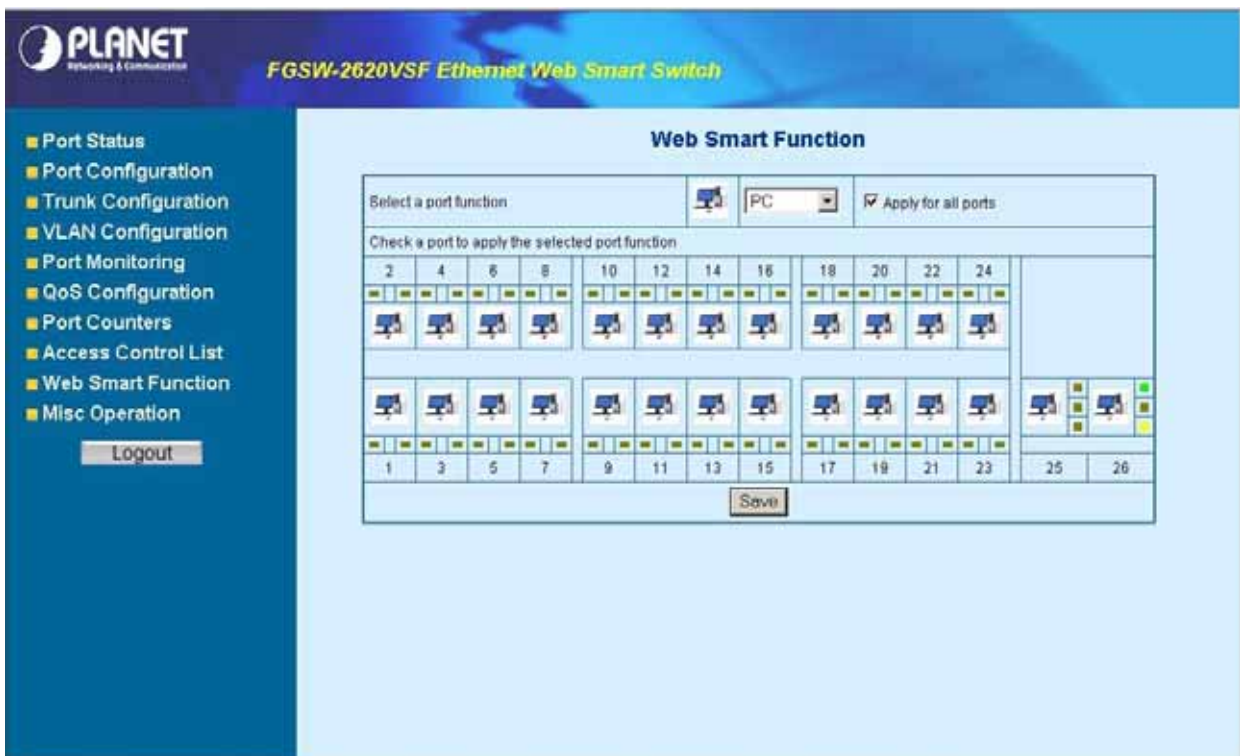 PLANET
Networking & Communication
FGSW-2620VSF Ethernet Web Smart Switch
Port Status
Port Configuration
Trunk Configuration
VLAN Configuration
Port Monitoring
QoS Configuration
Port Counters
Access Control List
Web Smart Function
Misc Operation
Logout
Web Smart Function
Select a port function
PC
Apply for all ports
Check a port to apply the selected port function
2 4 6 8 10 12 14 16 18 20 22 24
1 3 5 7 9 11 13 15 17 19 21 23 25 26
Save